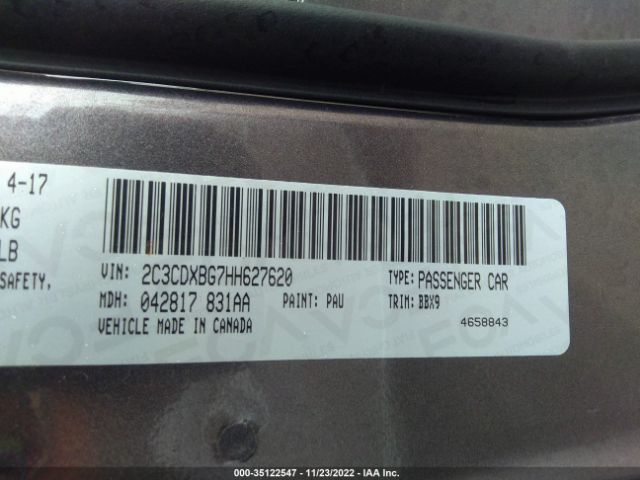 4-17
KG
LB
SAFETY.
VIN: 2C3CDXBG7HH627620
TYPE: PASSENGER CAR
MDH: 042817 831AA
PAINT: PAU
TRIM: BBX9
VEHICLE MADE IN CANADA
4658843
000-35122547 - 11/23/2022 - IAA Inc.